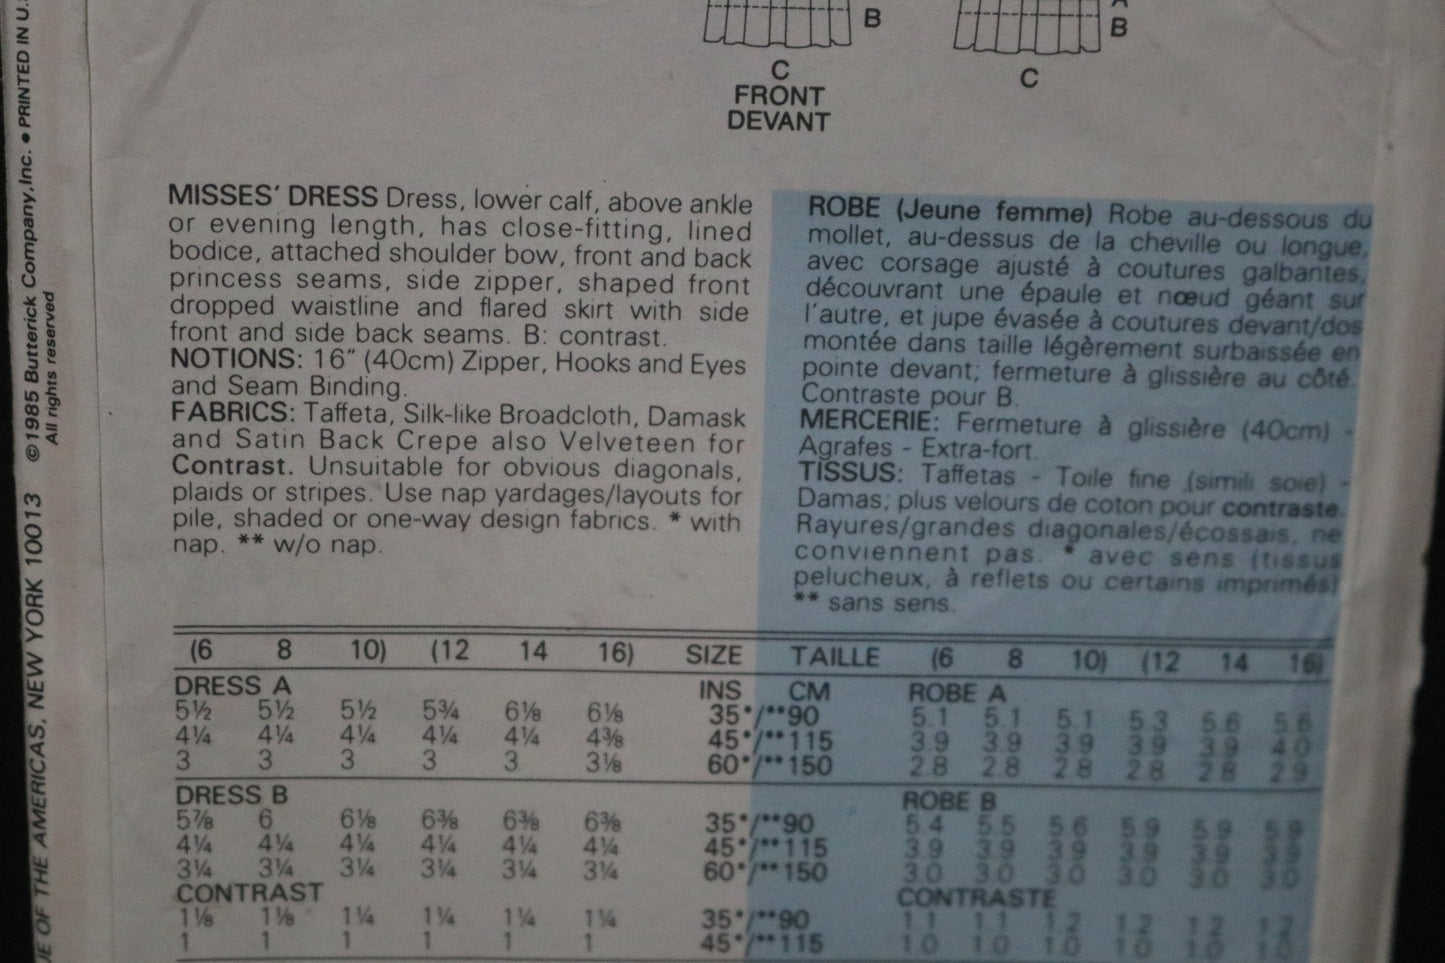 B
A
B
C
FRONT
DEVANT
C
©1985 Butterick Company, Inc. • PRINTED IN U.S
All rights reserved
UE OF THE AMERICAS, NEW YORK 10013
MISSES' DRESS Dress, lower calf, above ankle
or evening length, has close-fitting, lined
bodice, attached shoulder bow, front and back
princess seams, side zipper, shaped front
dropped waistline and flared skirt with side
front and side back seams. B: contrast.
NOTIONS: 16" (40cm) Zipper, Hooks and Eyes
and Seam Binding.
FABRICS: Taffeta, Silk-like Broadcloth, Damask
and Satin Back Crepe also Velveteen for
Contrast. Unsuitable for obvious diagonals,
plaids or stripes. Use nap yardages/layouts for
pile, shaded or one-way design fabrics. * with
nap. ** w/o nap.
ROBE (Jeune femme) Robe au-dessous du
mollet, au-dessus de la cheville ou longue,
avec corsage ajusté à coutures galbantes,
découvrant une épaule et nœud géant sur
l'autre, et jupe évasée à coutures devant/dos
montée dans taille légèrement surbaissée en
pointe devant; fermeture à glissière au côté.
Contraste pour B.
MERCERIE: Fermeture à glissière (40cm) -
Agrafes - Extra-fort.
TISSUS: Taffetas - Toile fine (simili soie) -
Damas; plus velours de coton pour contraste.
Rayures/grandes diagonales/écossais, ne
conviennent pas. * avec sens (tissus
pelucheux, à reflets ou certains imprimés)
** sans sens.
(6 8 10) (12 14 16) SIZE TAILLE (6 8 10) (12 14 16)
DRESS A INS CM ROBE A
5½ 5½ 5½ 5¾ 6⅛ 6⅛ 35*/**90 5.1 5.1 5.1 5.3 5.6 5.6
4¼ 4¼ 4¼ 4¼ 4¼ 4⅜ 45*/**115 3.9 3.9 3.9 3.9 3.9 4.0
3 3 3 3 3 3⅛ 60*/**150 2.8 2.8 2.8 2.8 2.8 2.9
DRESS B ROBE B
5⅞ 6 6⅛ 6⅜ 6⅜ 6⅜ 35*/**90 5.4 5.5 5.6 5.9 5.9 5.9
4¼ 4¼ 4¼ 4¼ 4¼ 4¼ 45*/**115 3.9 3.9 3.9 3.9 3.9 3.9
3¼ 3¼ 3¼ 3¼ 3¼ 3¼ 60*/**150 3.0 3.0 3.0 3.0 3.0 3.0
CONTRAST CONTRASTE
1⅛ 1⅛ 1¼ 1¼ 1¼ 1¼ 35*/**90 1.1 1.1 1.2 1.2 1.2 1.2
1 1 1 1 1 1 45*/**115 1.0 1.0 1.0 1.0 1.0 1.0